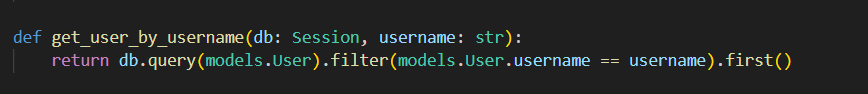 def get_user_by_username(db: Session, username: str):
    return db.query(models.User).filter(models.User.username == username).first()